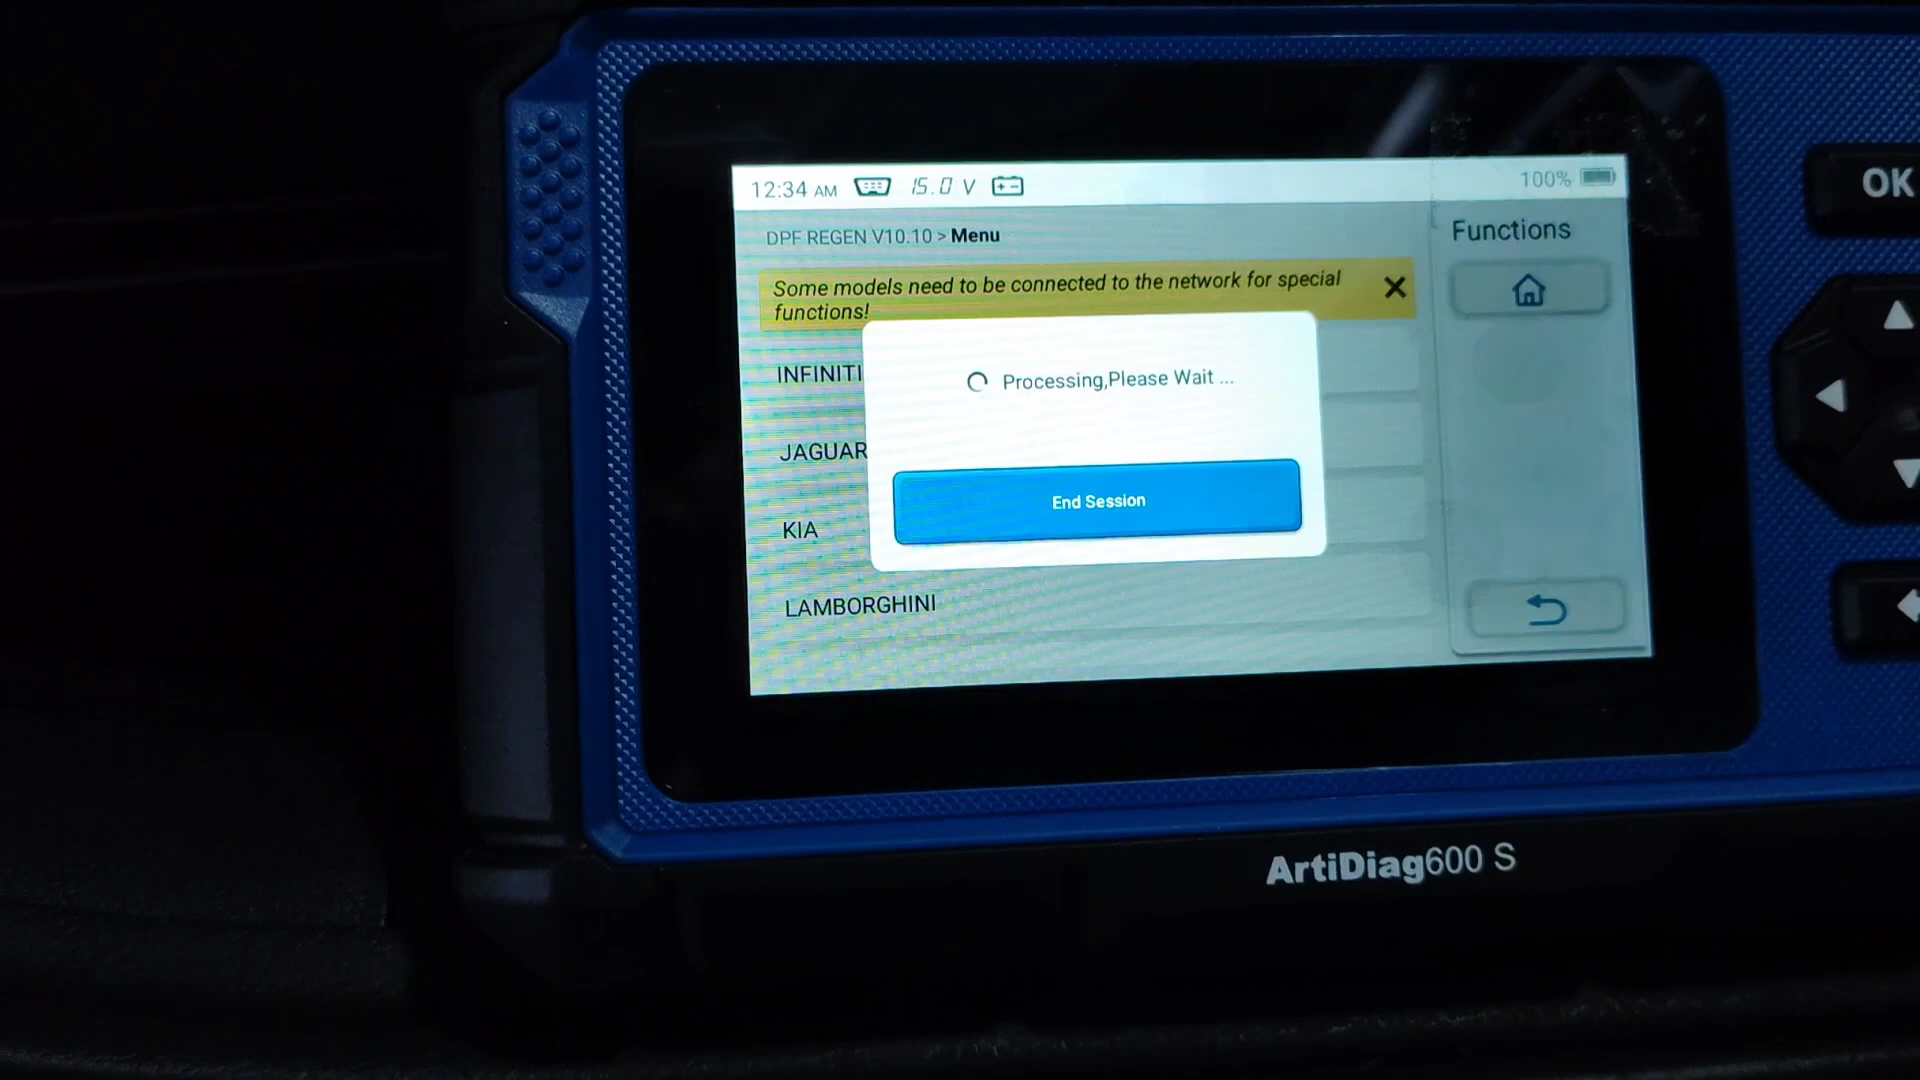 12:34 AM 15.0 V 100%
DPF REGEN V10.10 > Menu
Functions
Some models need to be connected to the network for special
functions!
INFINITI
Processing,Please Wait ...
JAGUAR
End Session
KIA
LAMBORGHINI
OK
ArtiDiag600 S